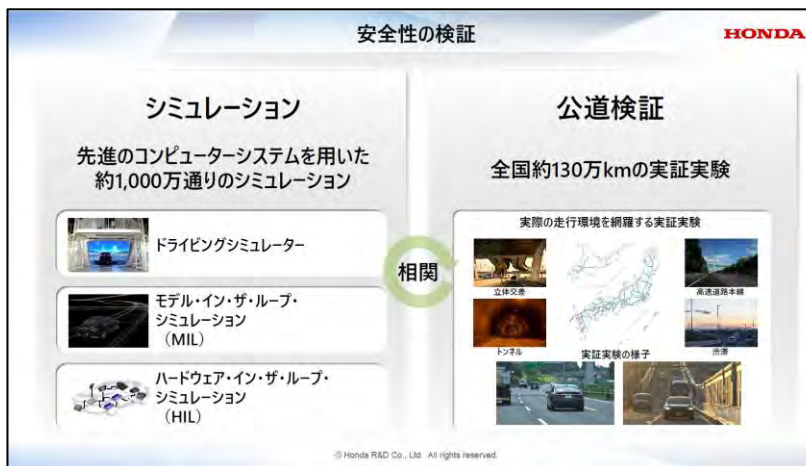 安全性の検証
HONDA
シミュレーション
先進のコンピューターシステムを用いた
約1,000万通りのシミュレーション
ドライビングシミュレーター
モデル・イン・ザ・ループ・
シミュレーション
(MIL)
ハードウェア・イン・ザ・ループ・
シミュレーション
(HIL)
相関
公道検証
全国約130万kmの実証実験
実際の走行環境を網羅する実証実験
立体交差
高速道路本線
トンネル
渋滞
実証実験の様子
© Honda R&D Co., Ltd. All rights reserved.